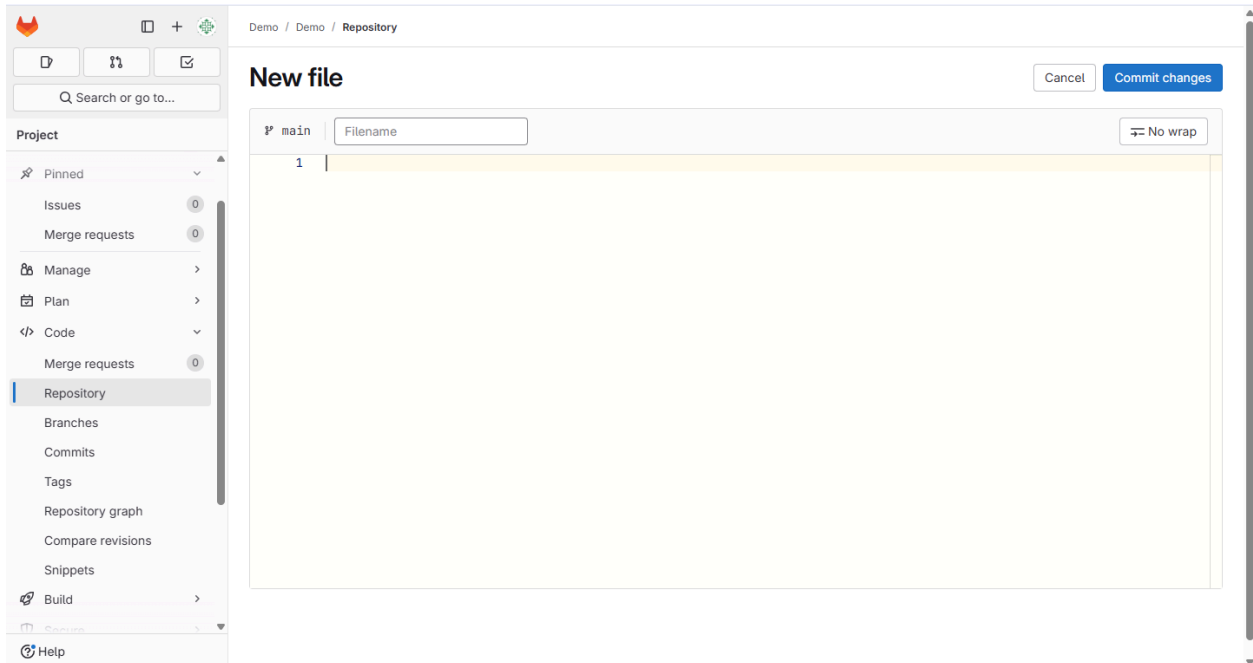 Demo / Demo / Repository
Search or go to...
Project
Pinned
Issues 0
Merge requests 0
Manage
Plan
Code
Merge requests 0
Repository
Branches
Commits
Tags
Repository graph
Compare revisions
Snippets
Build
Secure
Help
New file
Cancel
Commit changes
main
Filename
No wrap
1